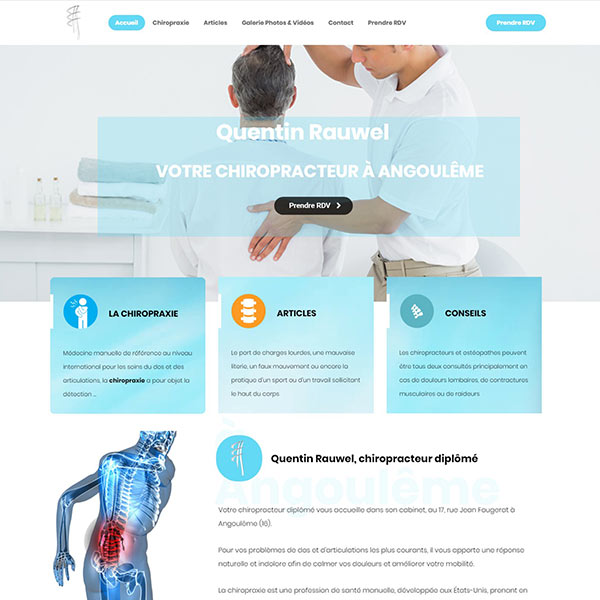 Accueil Chiropraxie Articles Galerie Photos & Vidéos Contact Prendre RDV Prendre RDV
Quentin Rauwel
VOTRE CHIROPRACTEUR À ANGOULÊME
Prendre RDV
LA CHIROPRAXIE
Médecine manuelle de référence au niveau
international pour les soins du dos et des
articulations, la chiropraxie a pour objet la
détection ...
ARTICLES
Le port de charges lourdes, une mauvaise
literie, un faux mouvement ou encore la
pratique d'un sport ou d'un travail sollicitant
le haut du corps
CONSEILS
Les chiropracteurs et ostéopathes peuvent
être tous deux consultés principalement en
cas de douleurs lombaires, de contractures
musculaires ou de raideurs
À
Angoulême
Quentin Rauwel, chiropracteur diplômé
Votre chiropracteur diplômé vous accueille dans son cabinet, au 17, rue Jean Fougerat à
Angoulême (16).
Pour vos problèmes de dos et d'articulations les plus courants, il vous apporte une réponse
naturelle et indolore afin de calmer vos douleurs et améliorer votre mobilité.
La chiropraxie est une profession de santé manuelle, développée aux États-Unis, prenant en